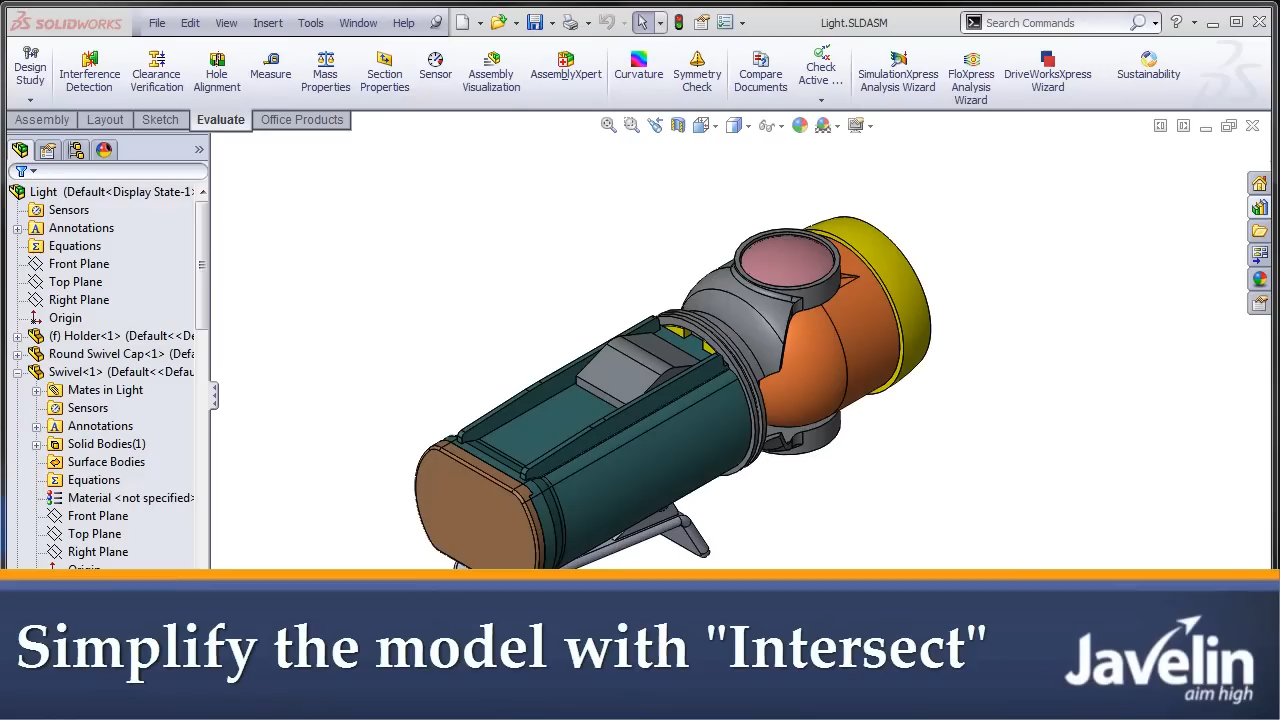 SOLIDWORKS File Edit View Insert Tools Window Help Light.SLDASM Search Commands
Design Study
Interference Detection
Clearance Verification
Hole Alignment
Measure
Mass Properties
Section Properties
Sensor
Assembly Visualization
AssemblyXpert
Curvature
Symmetry Check
Compare Documents
Check Active ...
SimulationXpress Analysis Wizard
FloXpress Analysis Wizard
DriveWorksXpress Wizard
Sustainability
Assembly Layout Sketch Evaluate Office Products
Light (Default<Display State-1>
Sensors
Annotations
Equations
Front Plane
Top Plane
Right Plane
Origin
(f) Holder<1> (Default<<De
Round Swivel Cap<1> (Defa
Swivel<1> (Default<<Defau
Mates in Light
Sensors
Annotations
Solid Bodies(1)
Surface Bodies
Equations
Material <not specified>
Front Plane
Top Plane
Right Plane
Simplify the model with "Intersect"
Javelin
aim high